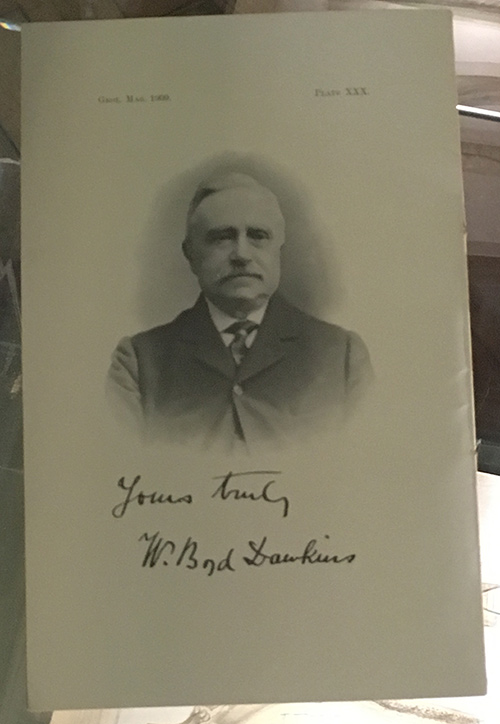 Geol. Mag. 1909.
Plate XXX.
Yours truly
W. Boyd Dawkins